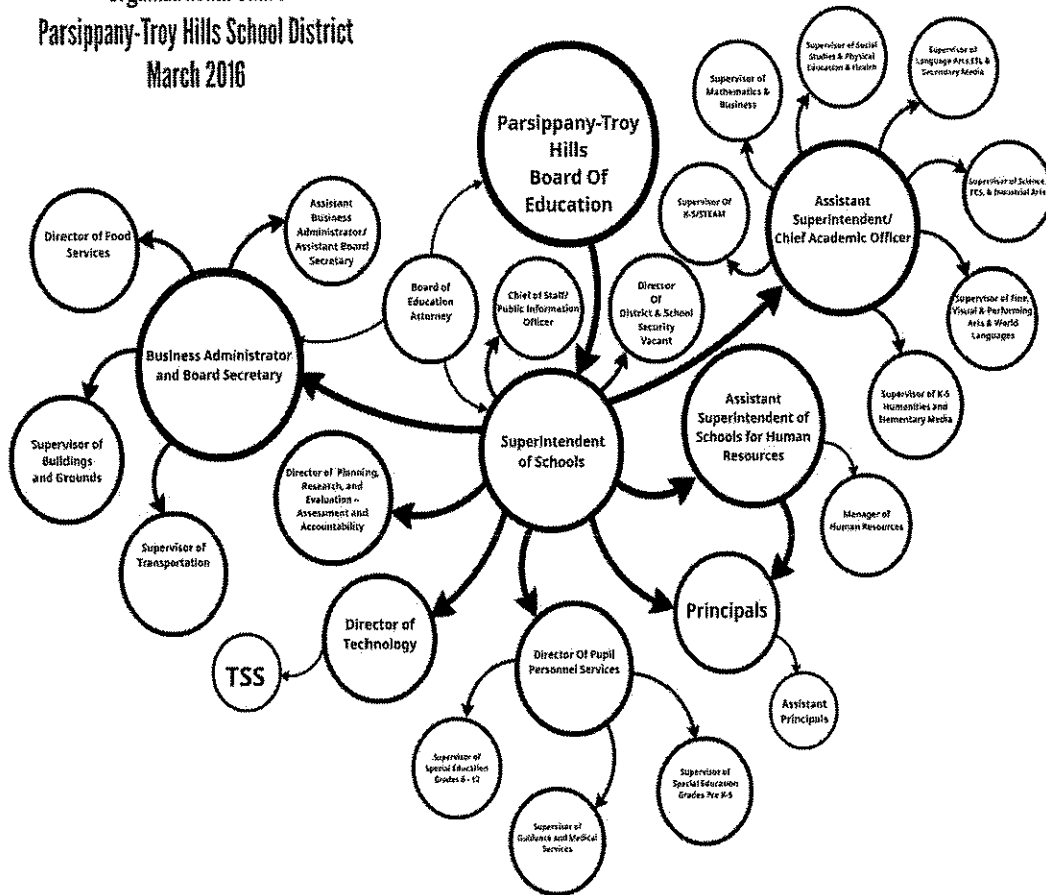 Parsippany-Troy Hills School District
March 2016
Parsippany-Troy
Hills
Board Of
Education
Supervisor of Social
Studies & Physical
Education & Health
Supervisor of
Language Arts, ESL &
Secondary Media
Supervisor of
Mathematics &
Business
Supervisor of Science,
FCS, & Industrial Arts
Supervisor Of
K-5/STEAM
Assistant
Superintendent/
Chief Academic Officer
Supervisor of Fine,
Visual & Performing
Arts & World
Languages
Supervisor of K-5
Humanities and
Elementary Media
Director of Food
Services
Assistant
Business
Administrator/
Assistant Board
Secretary
Board of
Education
Attorney
Chief of Staff/
Public Information
Officer
Director
Of
District & School
Security
Vacant
Business Administrator
and Board Secretary
Supervisor of
Buildings
and Grounds
Supervisor of
Transportation
Superintendent
of Schools
Assistant
Superintendent of
Schools for Human
Resources
Manager of
Human Resources
Director of Planning,
Research, and
Evaluation –
Assessment and
Accountability
Director of
Technology
TSS
Director Of Pupil
Personnel Services
Principals
Assistant
Principals
Supervisor of
Special Education
Grades 6 - 12
Supervisor of
Guidance and Medical
Services
Supervisor of
Special Education
Grades Pre K-5